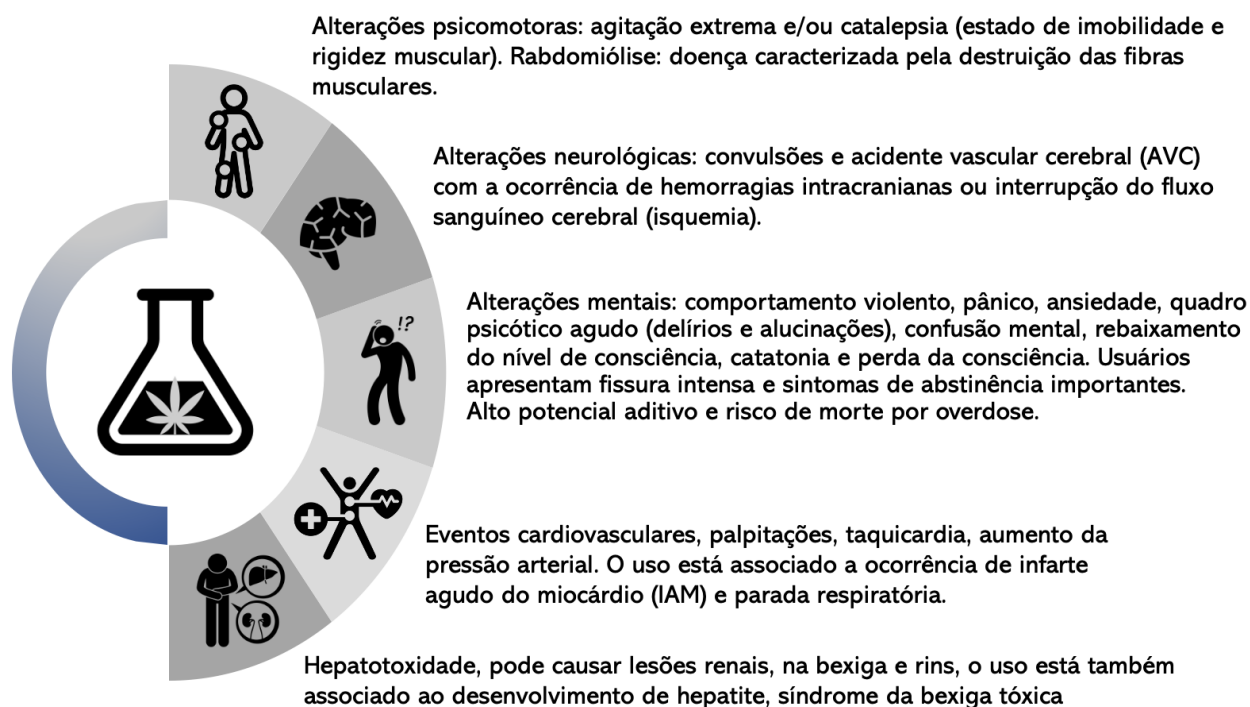 Alterações psicomotoras: agitação extrema e/ou catalepsia (estado de imobilidade e
rigidez muscular). Rabdomiólise: doença caracterizada pela destruição das fibras
musculares.
Alterações neurológicas: convulsões e acidente vascular cerebral (AVC)
com a ocorrência de hemorragias intracranianas ou interrupção do fluxo
sanguíneo cerebral (isquemia).
!?
Alterações mentais: comportamento violento, pânico, ansiedade, quadro
psicótico agudo (delírios e alucinações), confusão mental, rebaixamento
do nível de consciência, catatonia e perda da consciência. Usuários
apresentam fissura intensa e sintomas de abstinência importantes.
Alto potencial aditivo e risco de morte por overdose.
Eventos cardiovasculares, palpitações, taquicardia, aumento da
pressão arterial. O uso está associado a ocorrência de infarte
agudo do miocárdio (IAM) e parada respiratória.
Hepatotoxidade, pode causar lesões renais, na bexiga e rins, o uso está também
associado ao desenvolvimento de hepatite, síndrome da bexiga tóxica